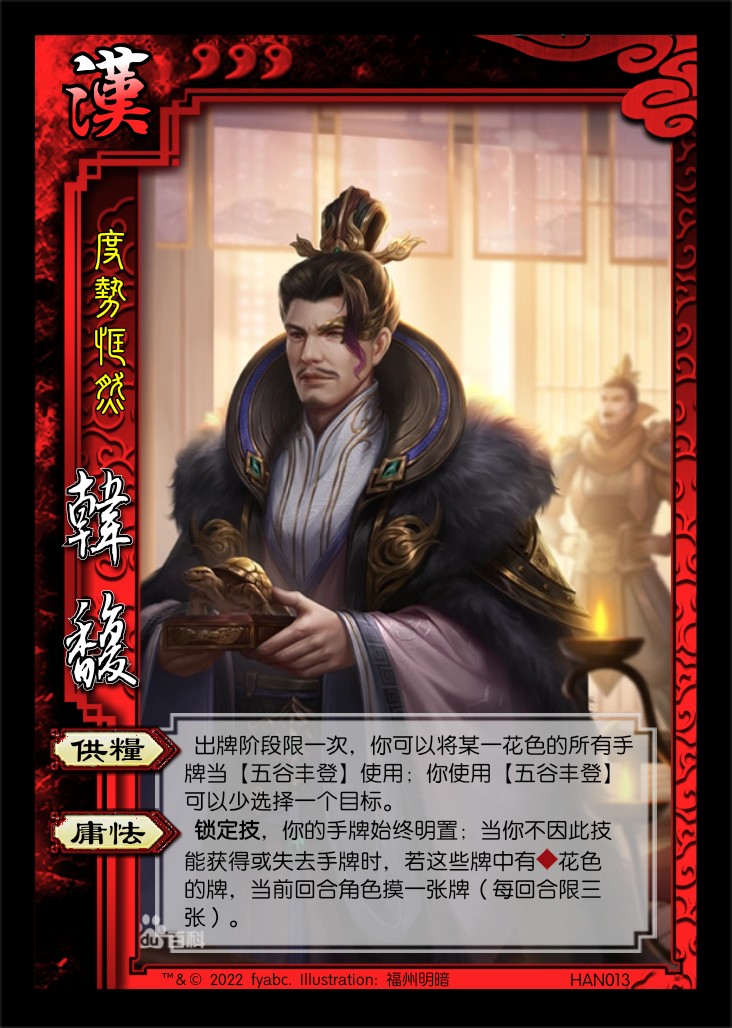 漢
度勢恇然
韓馥
供糧
出牌阶段限一次，你可以将某一花色的所有手
牌当【五谷丰登】使用；你使用【五谷丰登】
可以少选择一个目标。
庸怯
锁定技，你的手牌始终明置；当你不因此技
能获得或失去手牌时，若这些牌中有♦花色
的牌，当前回合角色摸一张牌（每回合限三
张）。
du百科
™&© 2022 fyabc. Illustration: 福州明暗
HAN013